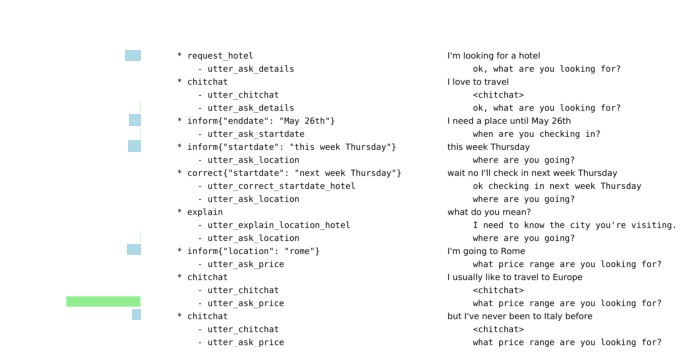 * request_hotel I'm looking for a hotel
- utter_ask_details ok, what are you looking for?
* chitchat I love to travel
- utter_chitchat <chitchat>
- utter_ask_details ok, what are you looking for?
* inform{"enddate": "May 26th"} I need a place until May 26th
- utter_ask_startdate when are you checking in?
* inform{"startdate": "this week Thursday"} this week Thursday
- utter_ask_location where are you going?
* correct{"startdate": "next week Thursday"} wait no I'll check in next week Thursday
- utter_correct_startdate_hotel ok checking in next week Thursday
- utter_ask_location where are you going?
* explain what do you mean?
- utter_explain_location_hotel I need to know the city you're visiting.
- utter_ask_location where are you going?
* inform{"location": "rome"} I'm going to Rome
- utter_ask_price what price range are you looking for?
* chitchat I usually like to travel to Europe
- utter_chitchat <chitchat>
- utter_ask_price what price range are you looking for?
* chitchat but I've never been to Italy before
- utter_chitchat <chitchat>
- utter_ask_price what price range are you looking for?